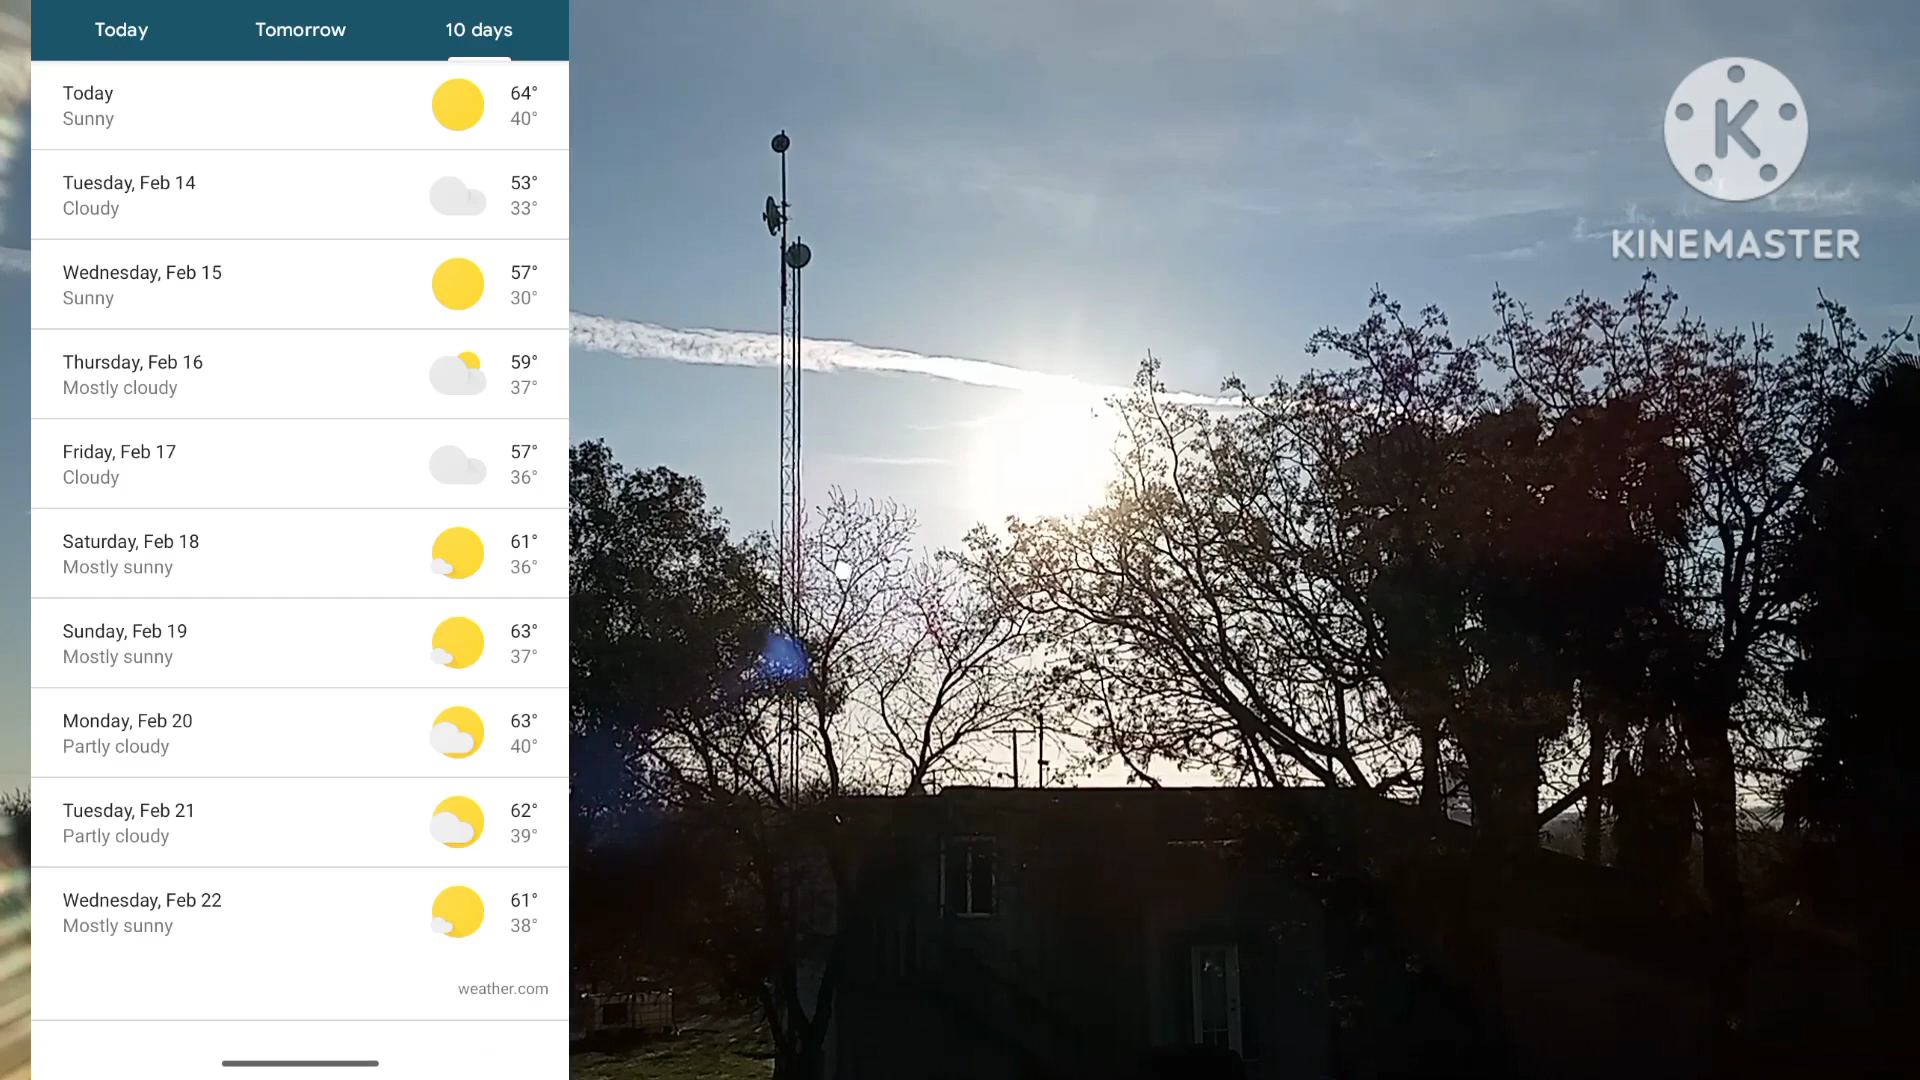 Today Tomorrow 10 days
Today
Sunny
64°
40°
Tuesday, Feb 14
Cloudy
53°
33°
Wednesday, Feb 15
Sunny
57°
30°
Thursday, Feb 16
Mostly cloudy
59°
37°
Friday, Feb 17
Cloudy
57°
36°
Saturday, Feb 18
Mostly sunny
61°
36°
Sunday, Feb 19
Mostly sunny
63°
37°
Monday, Feb 20
Partly cloudy
63°
40°
Tuesday, Feb 21
Partly cloudy
62°
39°
Wednesday, Feb 22
Mostly sunny
61°
38°
weather.com
K
KINEMASTER